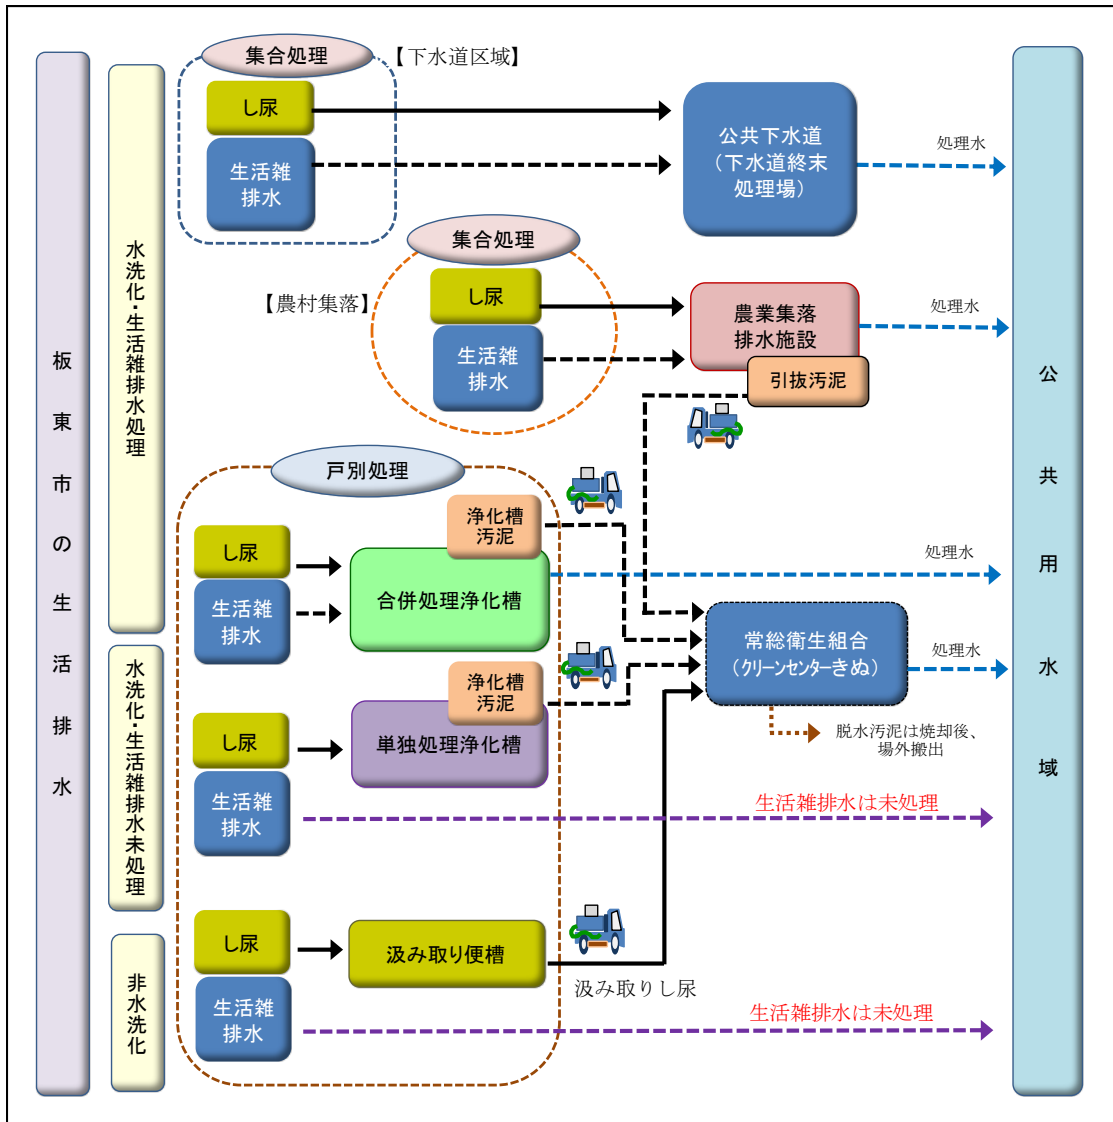 板東市の生活排水
水洗化・生活雑排水処理
水洗化・生活雑排水未処理
非水洗化
集合処理
【下水道区域】
し尿
生活雑
排水
公共下水道
（下水道終末
処理場）
処理水
集合処理
【農村集落】
し尿
生活雑
排水
農業集落
排水施設
引抜汚泥
処理水
戸別処理
し尿
生活雑
排水
浄化槽
汚泥
合併処理浄化槽
処理水
し尿
生活雑
排水
浄化槽
汚泥
単独処理浄化槽
常総衛生組合
（クリーンセンターきぬ）
処理水
脱水汚泥は焼却後、
場外搬出
生活雑排水は未処理
し尿
生活雑
排水
汲み取り便槽
汲み取りし尿
生活雑排水は未処理
公共用水域